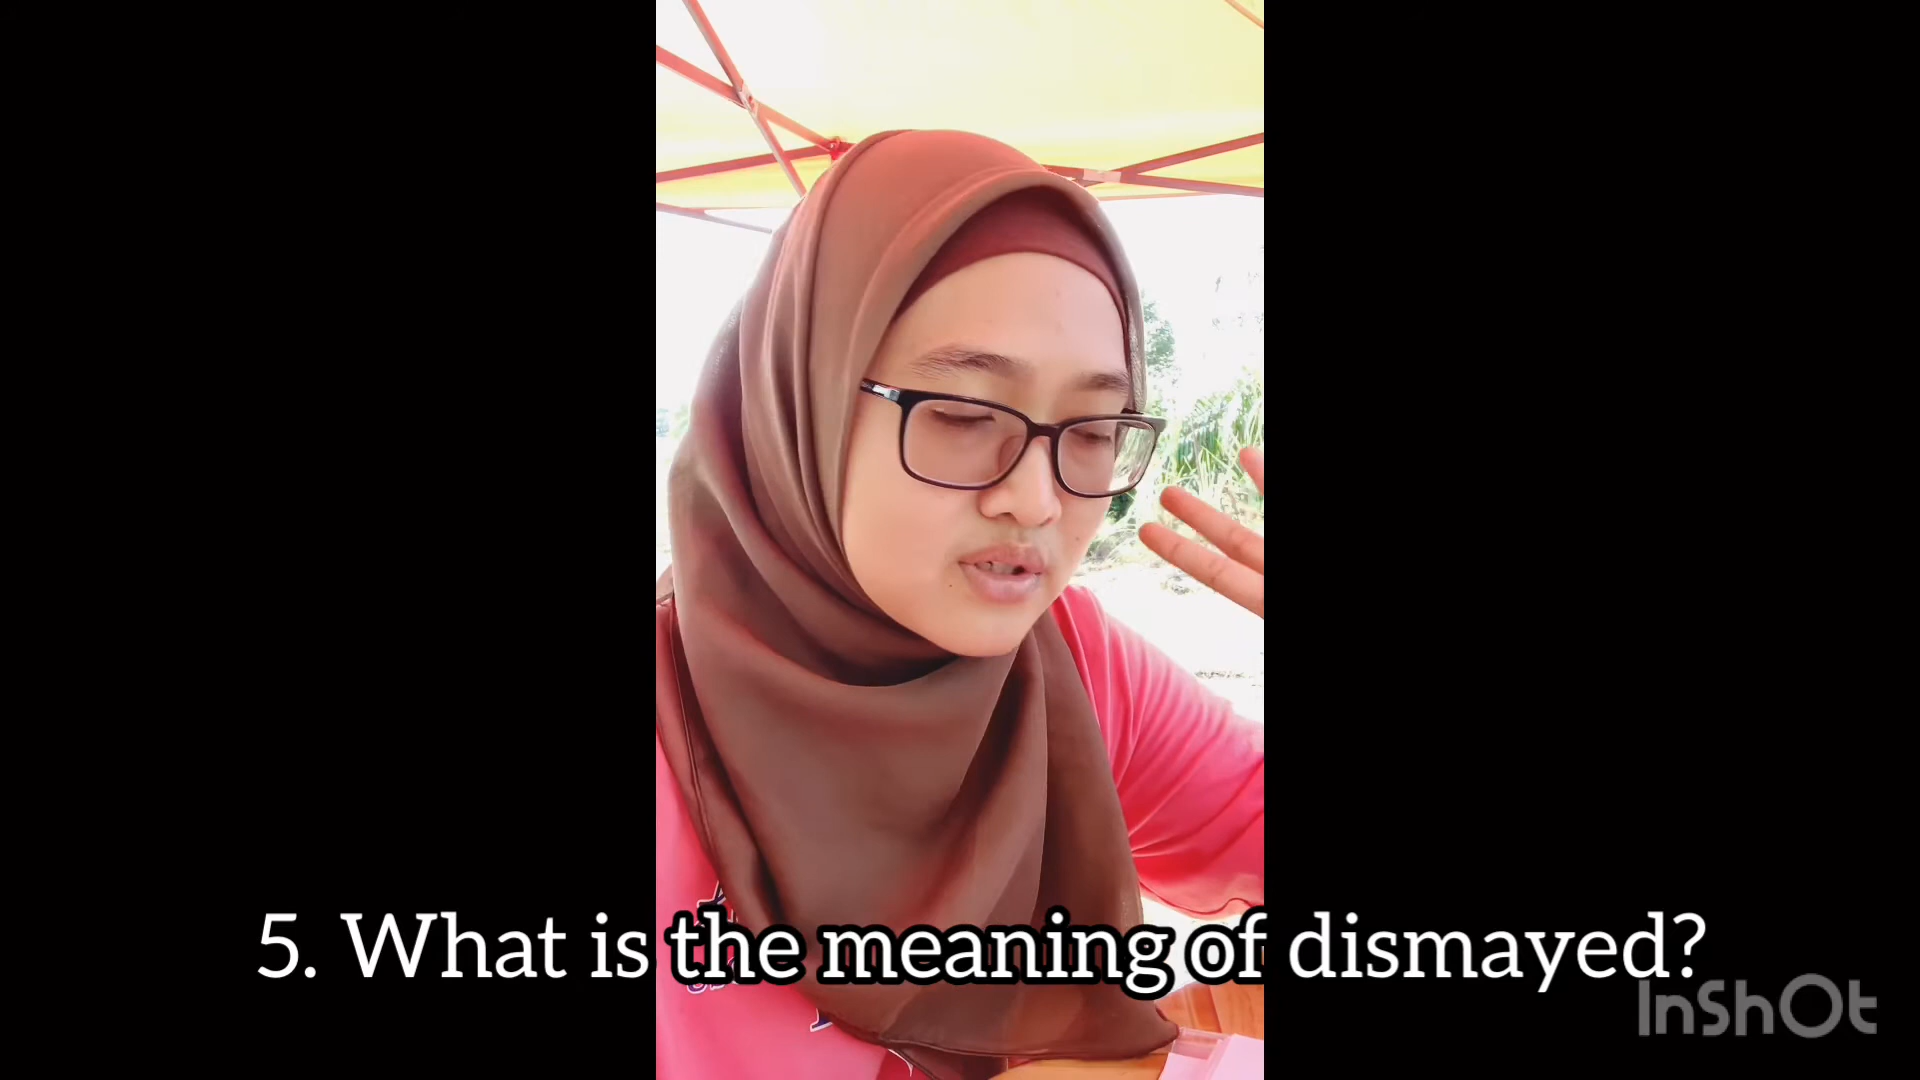 5. What is the meaning of dismayed?
InShOt